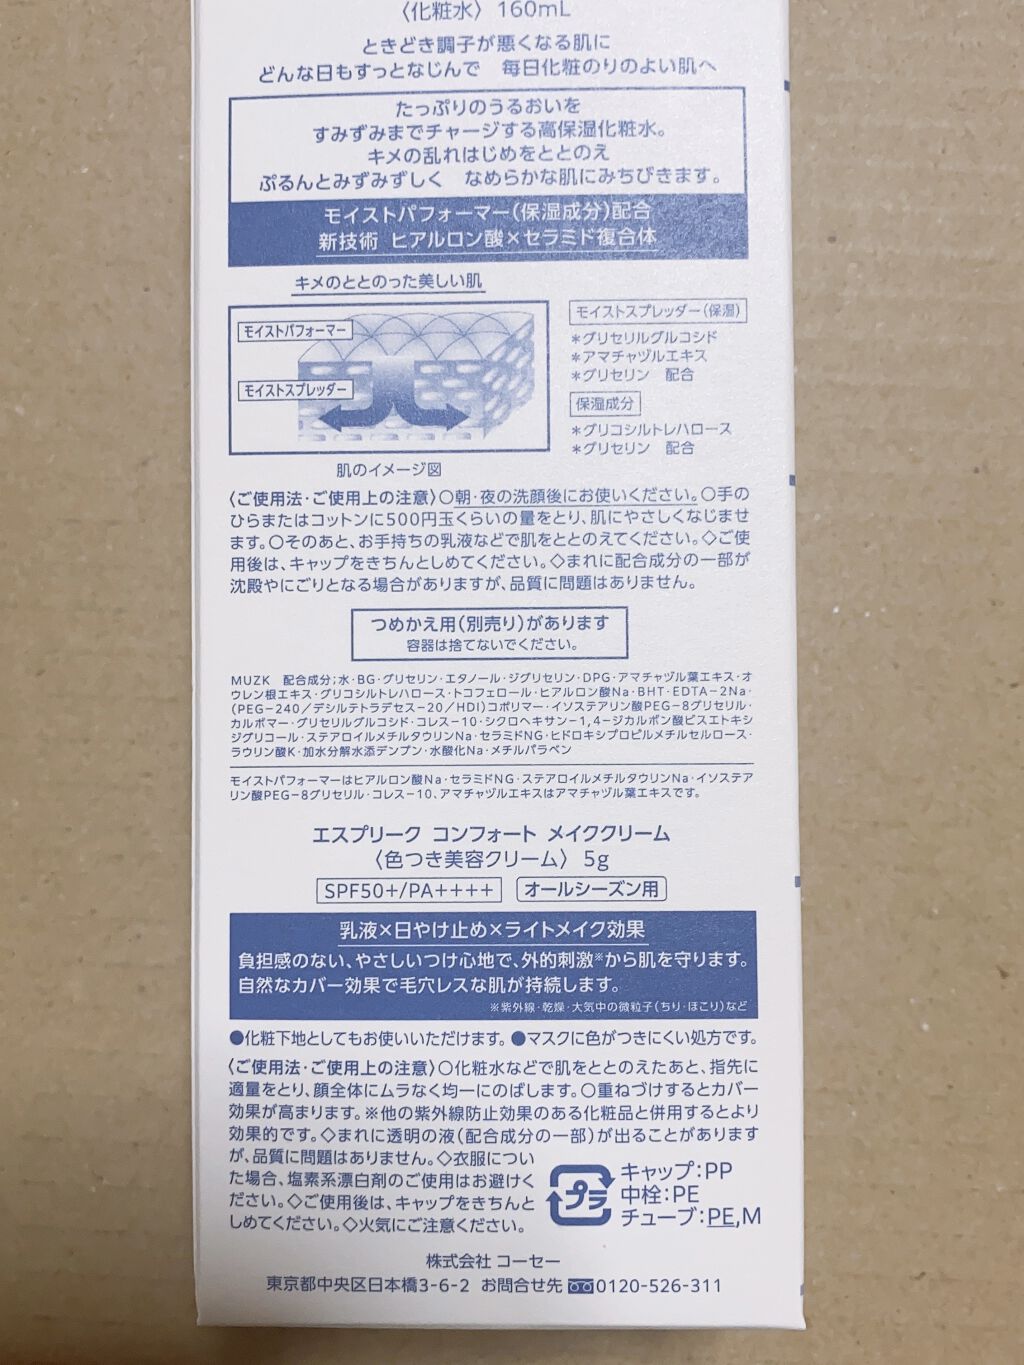 〈化粧水〉 160mL
ときどき調子が悪くなる肌に
どんな日もすっとなじんで 毎日化粧のりのよい肌へ
たっぷりのうるおいを
すみずみまでチャージする高保湿化粧水。
キメの乱れはじめをととのえ
ぷるんとみずみずしく なめらかな肌にみちびきます。
モイストパフォーマー(保湿成分)配合
新技術 ヒアルロン酸×セラミド複合体
キメのととのった美しい肌
モイストパフォーマー
モイストスプレッダー
肌のイメージ図
モイストスプレッダー(保湿)
*グリセリルグルコシド
*アマチャヅルエキス
*グリセリン 配合
保湿成分
*グリコシルトレハロース
*グリセリン 配合
〈ご使用法・ご使用上の注意〉○朝・夜の洗顔後にお使いください。○手の
ひらまたはコットンに500円玉くらいの量をとり、肌にやさしくなじませ
ます。○そのあと、お手持ちの乳液などで肌をととのえてください。◇ご使
用後は、キャップをきちんとしめてください。◇まれに配合成分の一部が
沈殿やにごりとなる場合がありますが、品質に問題はありません。
つめかえ用(別売り)があります
容器は捨てないでください。
MUZK 配合成分;水・BG・グリセリン・エタノール・ジグリセリン・DPG・アマチャヅル葉エキス・オ
ウレン根エキス・グリコシルトレハロース・トコフェロール・ヒアルロン酸Na・BHT・EDTA-2Na・
(PEG-240/デシルテトラデセス-20/HDI)コポリマー・イソステアリン酸PEG-8グリセリル・
カルボマー・グリセリルグルコシド・コレス-10・シクロヘキサン-1,4-ジカルボン酸ビスエトキシ
ジグリコール・ステアロイルメチルタウリンNa・セラミドNG・ヒドロキシプロピルメチルセルロース・
ラウリン酸K・加水分解水添デンプン・水酸化Na・メチルパラベン
モイストパフォーマーはヒアルロン酸Na・セラミドNG・ステアロイルメチルタウリンNa・イソステア
リン酸PEG-8グリセリル・コレス-10、アマチャヅルエキスはアマチャヅル葉エキスです。
エスプリーク コンフォート メイククリーム
〈色つき美容クリーム〉 5g
SPF50+/PA++++ オールシーズン用
乳液×日やけ止め×ライトメイク効果
負担感のない、やさしいつけ心地で、外的刺激※から肌を守ります。
自然なカバー効果で毛穴レスな肌が持続します。
※紫外線・乾燥・大気中の微粒子(ちり・ほこり)など
●化粧下地としてもお使いいただけます。●マスクに色がつきにくい処方です。
〈ご使用法・ご使用上の注意〉○化粧水などで肌をととのえたあと、指先に
適量をとり、顔全体にムラなく均一にのばします。○重ねづけするとカバー
効果が高まります。※他の紫外線防止効果のある化粧品と併用するとより
効果的です。◇まれに透明の液(配合成分の一部)が出ることがあります
が、品質に問題はありません。◇衣服につい
た場合、塩素系漂白剤のご使用はお避けく
ださい。◇ご使用後は、キャップをきちんと
しめてください。◇火気にご注意ください。
プラ
キャップ:PP
中栓:PE
チューブ:PE,M
株式会社 コーセー
東京都中央区日本橋3-6-2 お問合せ先 0120-526-311